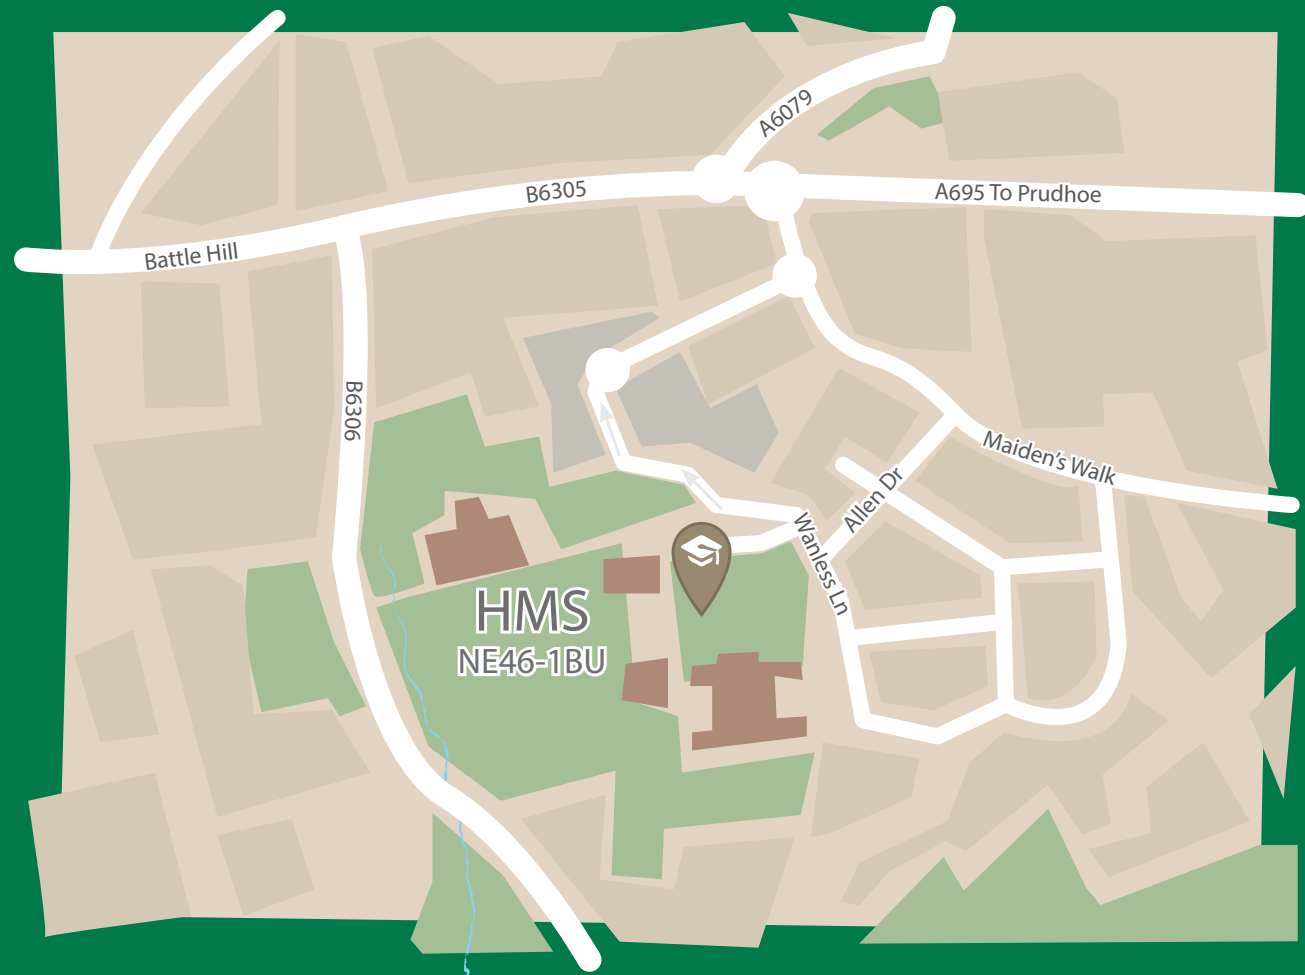 A6079
B6305
A695 To Prudhoe
Battle Hill
B6306
Maiden's Walk
Allen Dr
Wanless Ln
HMS
NE46-1BU